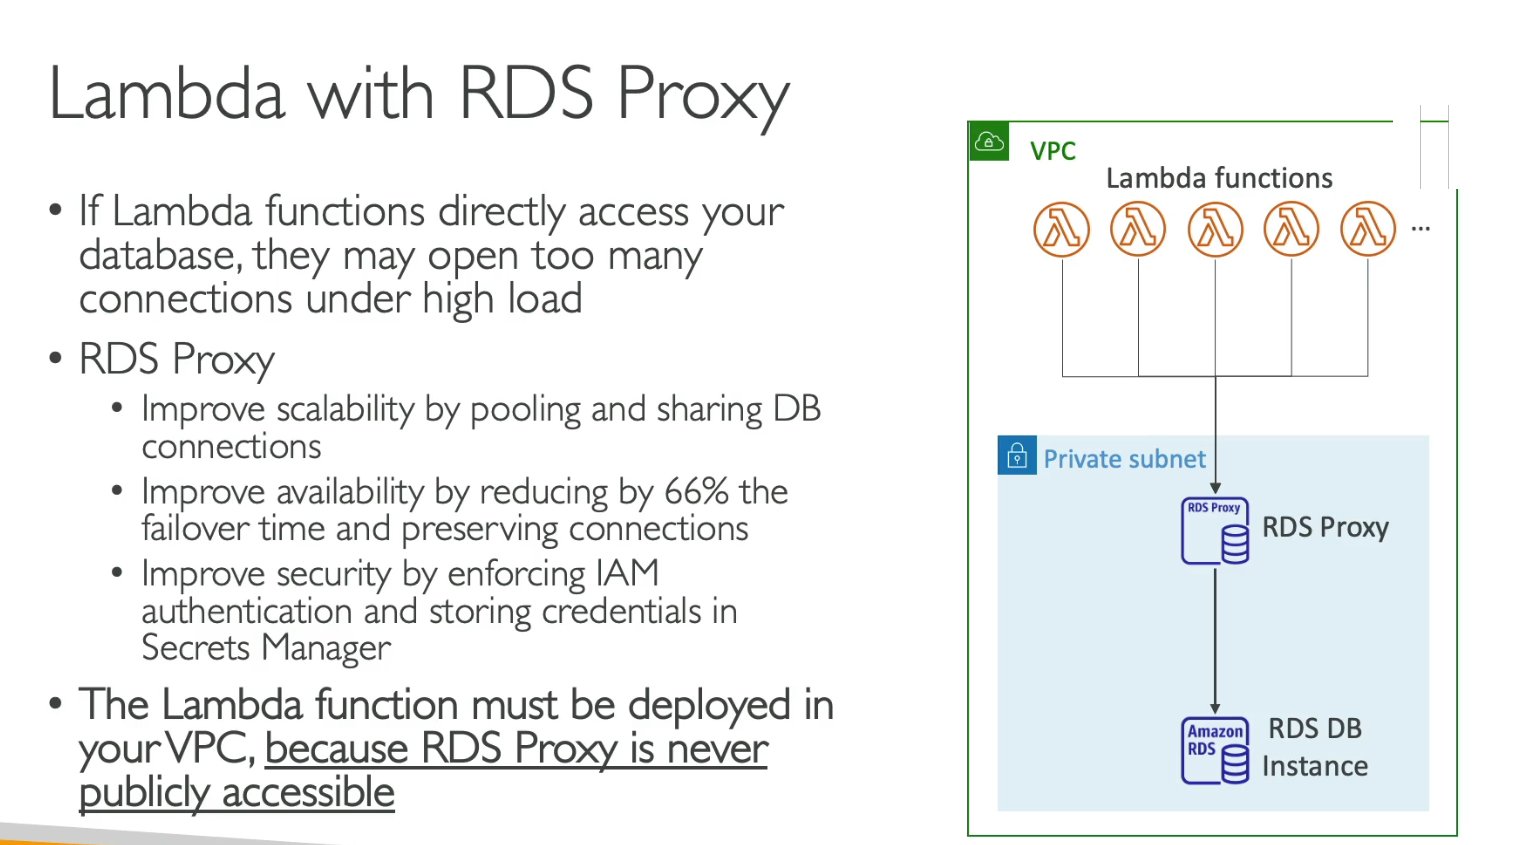 Lambda with RDS Proxy
• If Lambda functions directly access your
database, they may open too many
connections under high load
• RDS Proxy
• Improve scalability by pooling and sharing DB
connections
• Improve availability by reducing by 66% the
failover time and preserving connections
• Improve security by enforcing IAM
authentication and storing credentials in
Secrets Manager
• The Lambda function must be deployed in
your VPC, because RDS Proxy is never
publicly accessible
VPC
Lambda functions
...
Private subnet
RDS Proxy
RDS Proxy
Amazon
RDS
RDS DB
Instance